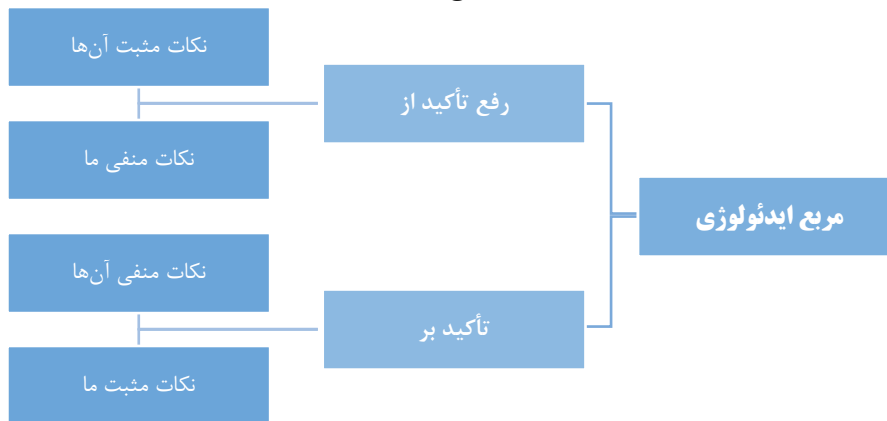 مربع ایدئولوژی
رفع تأکید از
نکات مثبت آن‌ها
نکات منفی ما
تأکید بر
نکات منفی آن‌ها
نکات مثبت ما